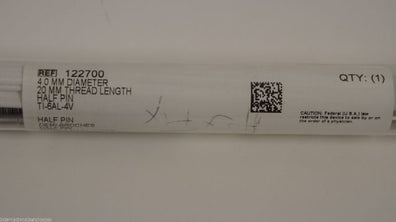 REF 122700
4.0 MM DIAMETER
20 MM THREAD LENGTH
HALF PIN
TI-6AL-4V
HALF PIN
QTY: (1)
CAUTION: Federal (U.S.A.) law
restricts this device to sale by or on
the order of a physician.